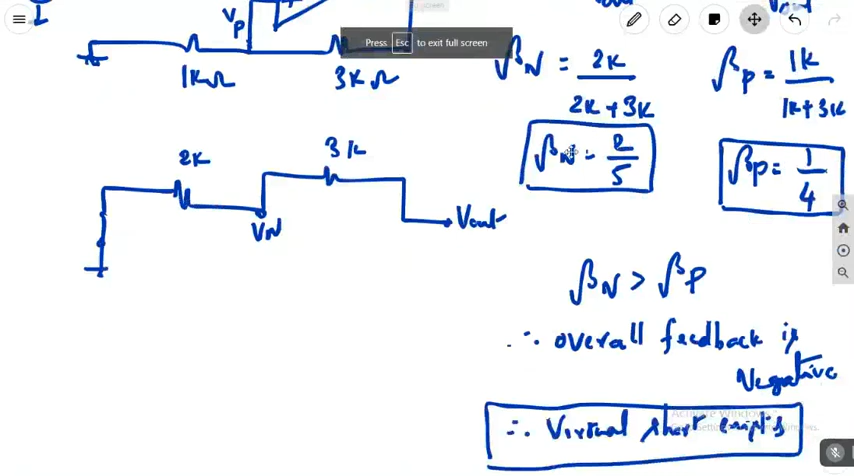 Vp
Press Esc to exit full screen
1kΩ 3kΩ
βN = 2k / 2k + 3k
βp = 1k / 1k + 3k
βN = 2/5
βp = 1/4
2k 3k
VN
Vout
βN > βp
∴ overall feedback is
Negative
∴ Virtual short exists